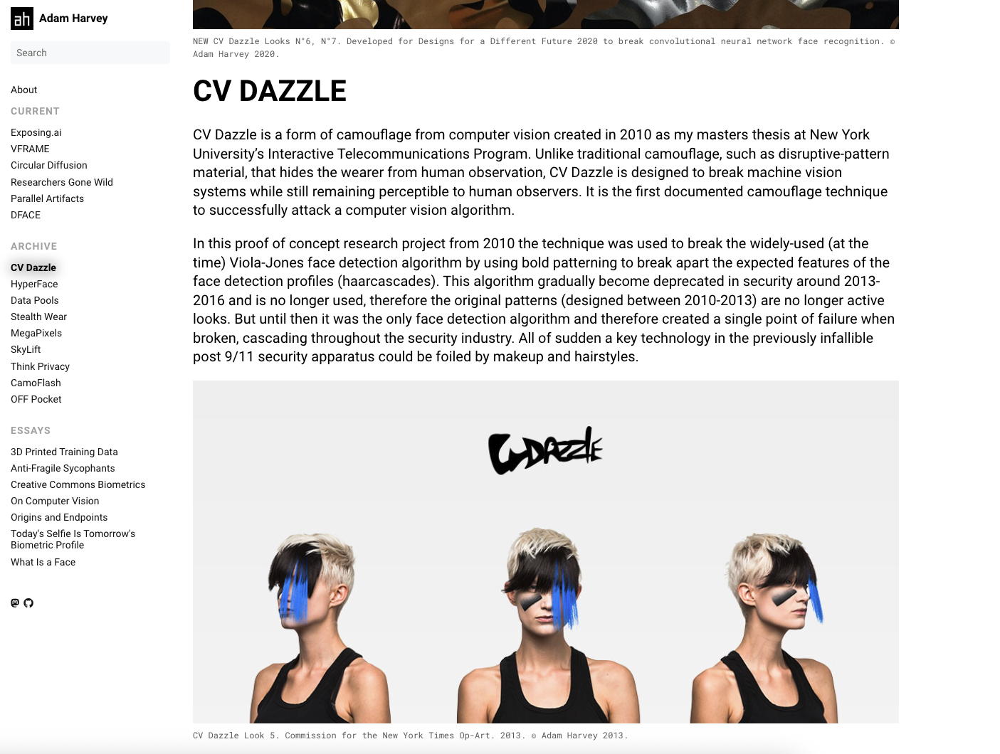 ah Adam Harvey
Search
About
CURRENT
Exposing.ai
VFRAME
Circular Diffusion
Researchers Gone Wild
Parallel Artifacts
DFACE
ARCHIVE
CV Dazzle
HyperFace
Data Pools
Stealth Wear
MegaPixels
SkyLift
Think Privacy
CamoFlash
OFF Pocket
ESSAYS
3D Printed Training Data
Anti-Fragile Sycophants
Creative Commons Biometrics
On Computer Vision
Origins and Endpoints
Today's Selfie Is Tomorrow's
Biometric Profile
What Is a Face
NEW CV Dazzle Looks N°6, N°7. Developed for Designs for a Different Future 2020 to break convolutional neural network face recognition. ©
Adam Harvey 2020.
CV DAZZLE
CV Dazzle is a form of camouflage from computer vision created in 2010 as my masters thesis at New York
University’s Interactive Telecommunications Program. Unlike traditional camouflage, such as disruptive-pattern
material, that hides the wearer from human observation, CV Dazzle is designed to break machine vision
systems while still remaining perceptible to human observers. It is the first documented camouflage technique
to successfully attack a computer vision algorithm.
In this proof of concept research project from 2010 the technique was used to break the widely-used (at the
time) Viola-Jones face detection algorithm by using bold patterning to break apart the expected features of the
face detection profiles (haarcascades). This algorithm gradually become deprecated in security around 2013-
2016 and is no longer used, therefore the original patterns (designed between 2010-2013) are no longer active
looks. But until then it was the only face detection algorithm and therefore created a single point of failure when
broken, cascading throughout the security industry. All of sudden a key technology in the previously infallible
post 9/11 security apparatus could be foiled by makeup and hairstyles.
CV DAZZLE
CV Dazzle Look 5. Commission for the New York Times Op-Art. 2013. © Adam Harvey 2013.